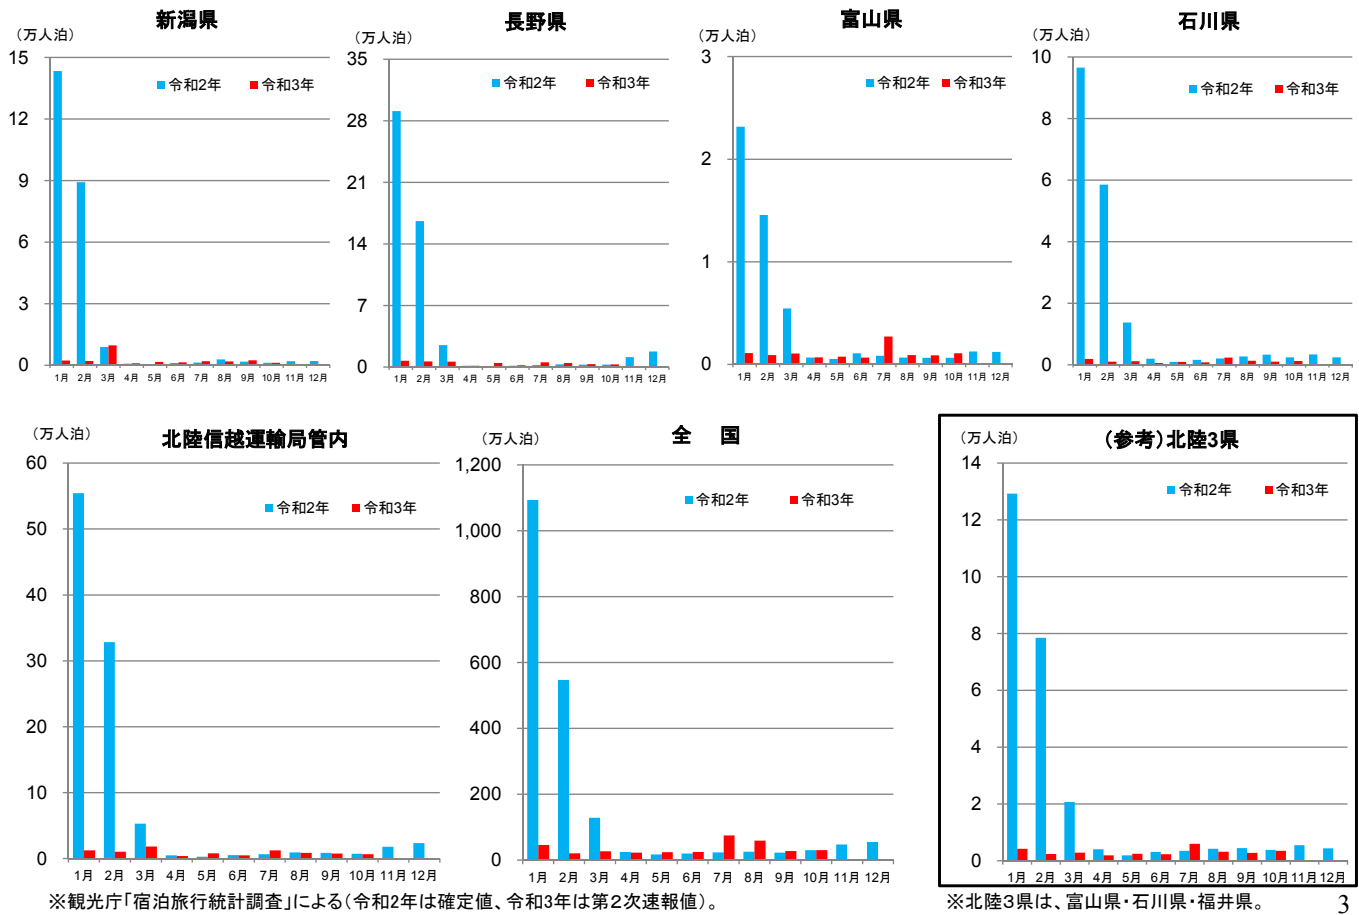 新潟県
(万人泊)
令和2年 令和3年
15
12
9
6
3
0
1月 2月 3月 4月 5月 6月 7月 8月 9月 10月 11月 12月
長野県
(万人泊)
令和2年 令和3年
35
28
21
14
7
0
1月 2月 3月 4月 5月 6月 7月 8月 9月 10月 11月 12月
富山県
(万人泊)
令和2年 令和3年
3
2
1
0
1月 2月 3月 4月 5月 6月 7月 8月 9月 10月 11月 12月
石川県
(万人泊)
令和2年 令和3年
10
8
6
4
2
0
1月 2月 3月 4月 5月 6月 7月 8月 9月 10月 11月 12月
北陸信越運輸局管内
(万人泊)
令和2年 令和3年
60
50
40
30
20
10
0
1月 2月 3月 4月 5月 6月 7月 8月 9月 10月 11月 12月
全 国
(万人泊)
令和2年 令和3年
1,200
1,000
800
600
400
200
0
1月 2月 3月 4月 5月 6月 7月 8月 9月 10月 11月 12月
(参考)北陸3県
(万人泊)
令和2年 令和3年
14
12
10
8
6
4
2
0
1月 2月 3月 4月 5月 6月 7月 8月 9月 10月 11月 12月
※観光庁「宿泊旅行統計調査」による(令和2年は確定値、令和3年は第2次速報値)。
※北陸3県は、富山県・石川県・福井県。
3